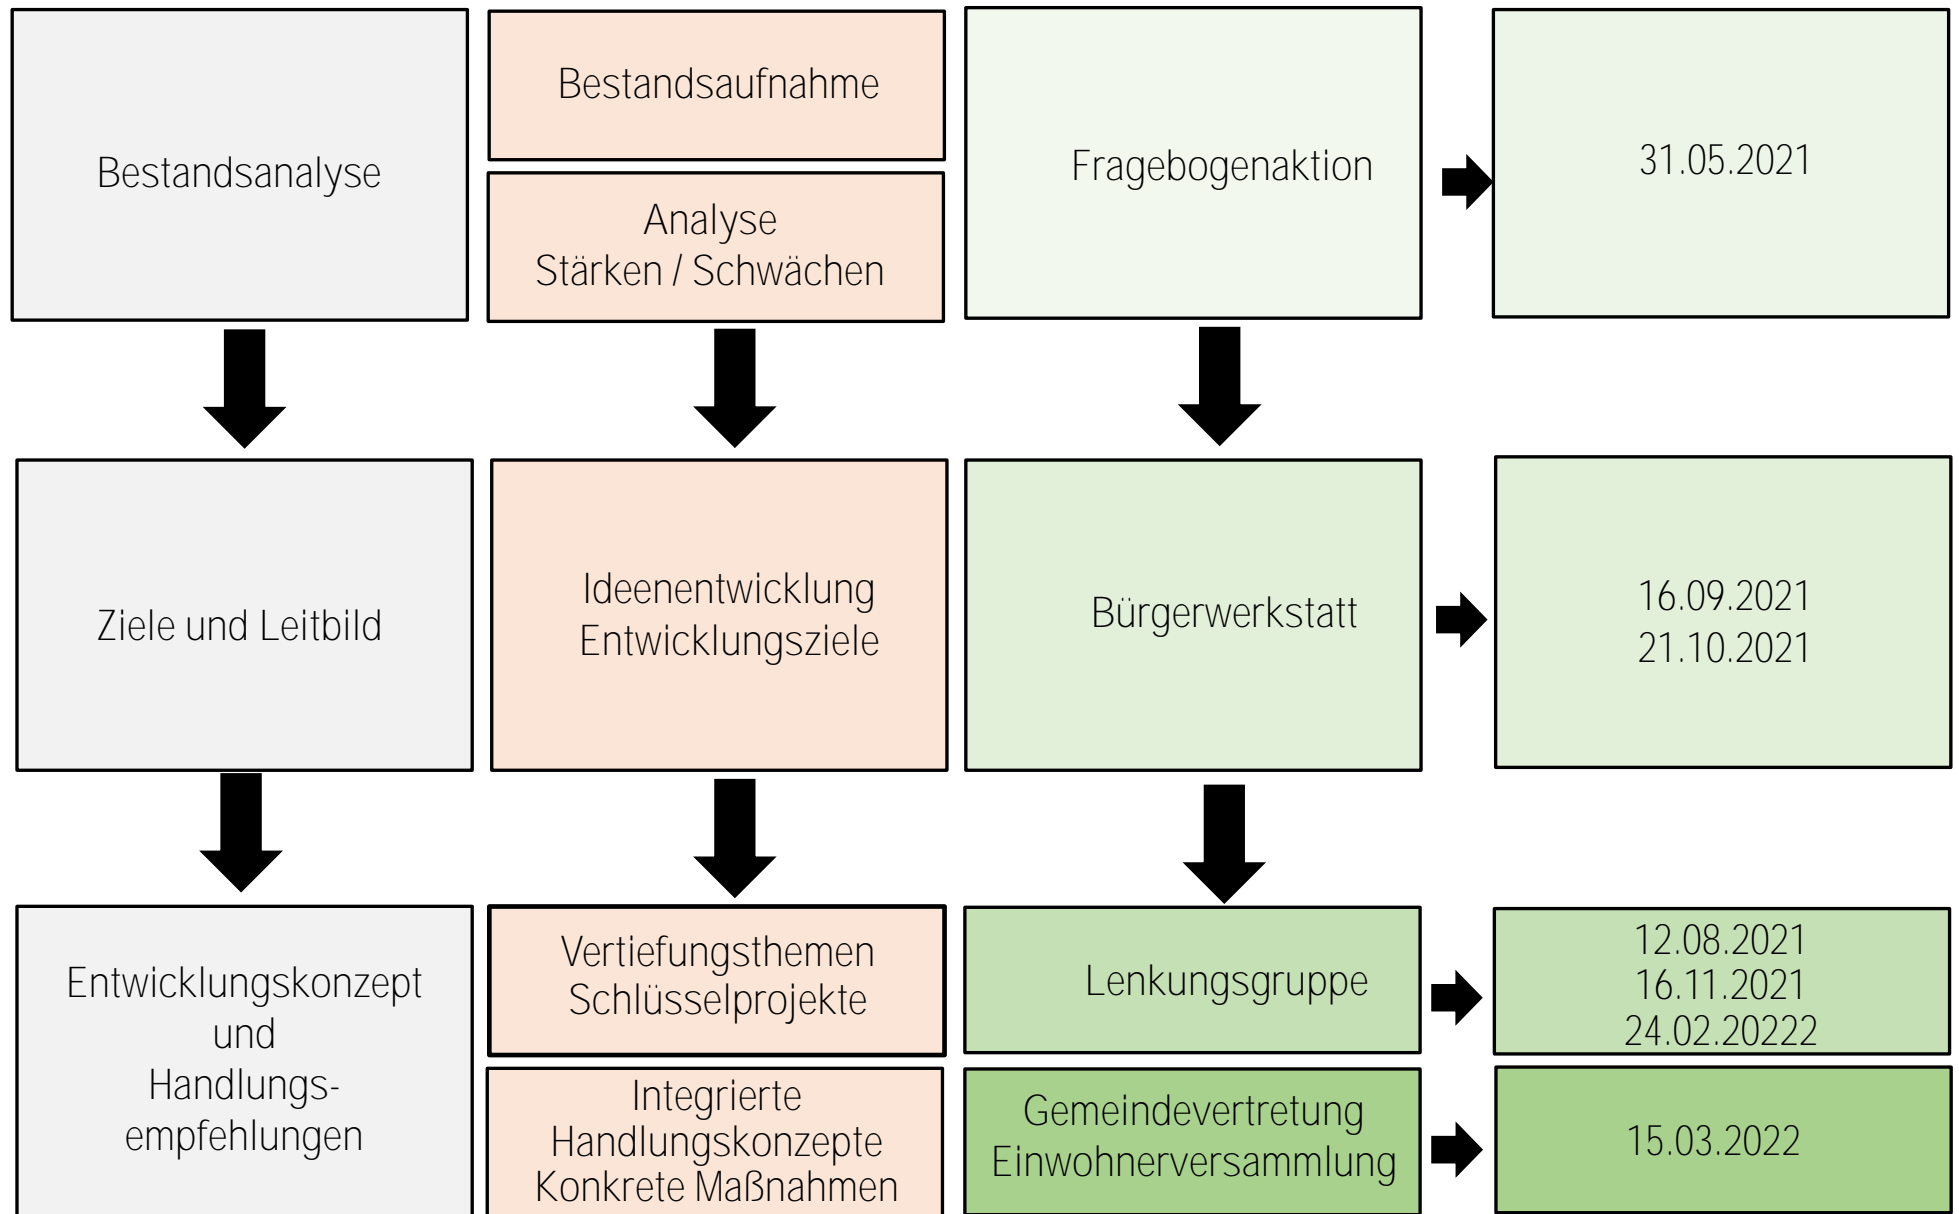 Bestandsanalyse
Bestandsaufnahme
Analyse
Stärken / Schwächen
Fragebogenaktion
31.05.2021
Ziele und Leitbild
Ideenentwicklung
Entwicklungsziele
Bürgerwerkstatt
16.09.2021
21.10.2021
Entwicklungskonzept
und
Handlungs-
empfehlungen
Vertiefungsthemen
Schlüsselprojekte
Integrierte
Handlungskonzepte
Konkrete Maßnahmen
Lenkungsgruppe
12.08.2021
16.11.2021
24.02.20222
Gemeindevertretung
Einwohnerversammlung
15.03.2022